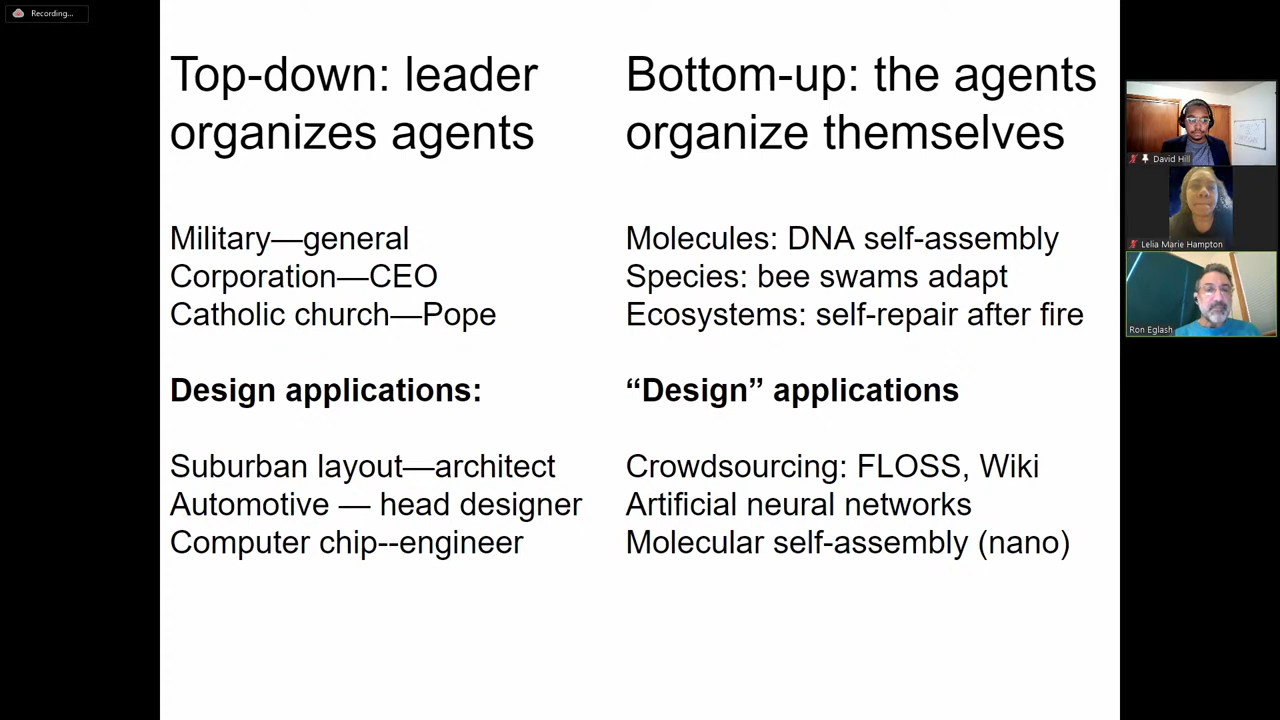 Recording...
Top-down: leader
organizes agents
Military—general
Corporation—CEO
Catholic church—Pope
Design applications:
Suburban layout—architect
Automotive — head designer
Computer chip--engineer
Bottom-up: the agents
organize themselves
Molecules: DNA self-assembly
Species: bee swams adapt
Ecosystems: self-repair after fire
“Design” applications
Crowdsourcing: FLOSS, Wiki
Artificial neural networks
Molecular self-assembly (nano)
David Hill
Lelia Marie Hampton
Ron Eglash